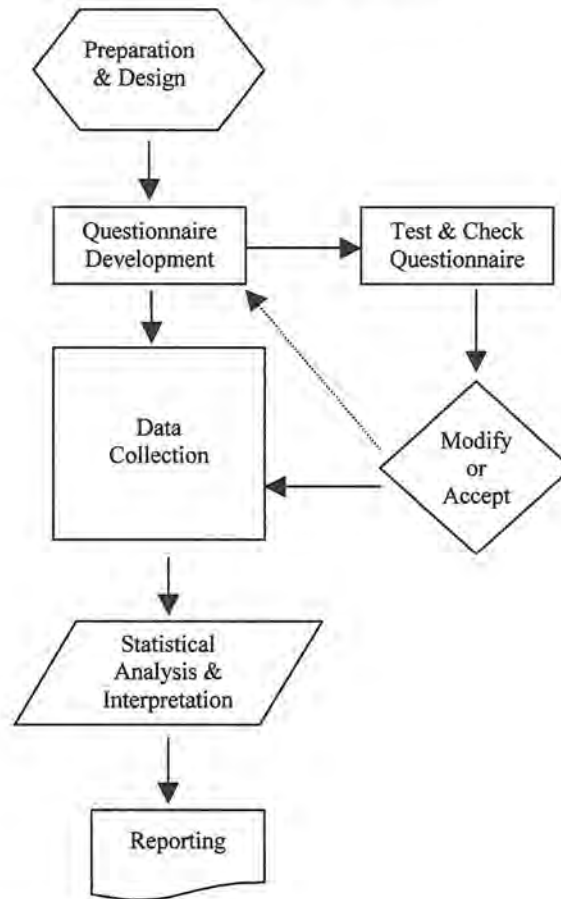 Preparation
& Design
Questionnaire
Development
Test & Check
Questionnaire
Data
Collection
Modify
or
Accept
Statistical
Analysis &
Interpretation
Reporting